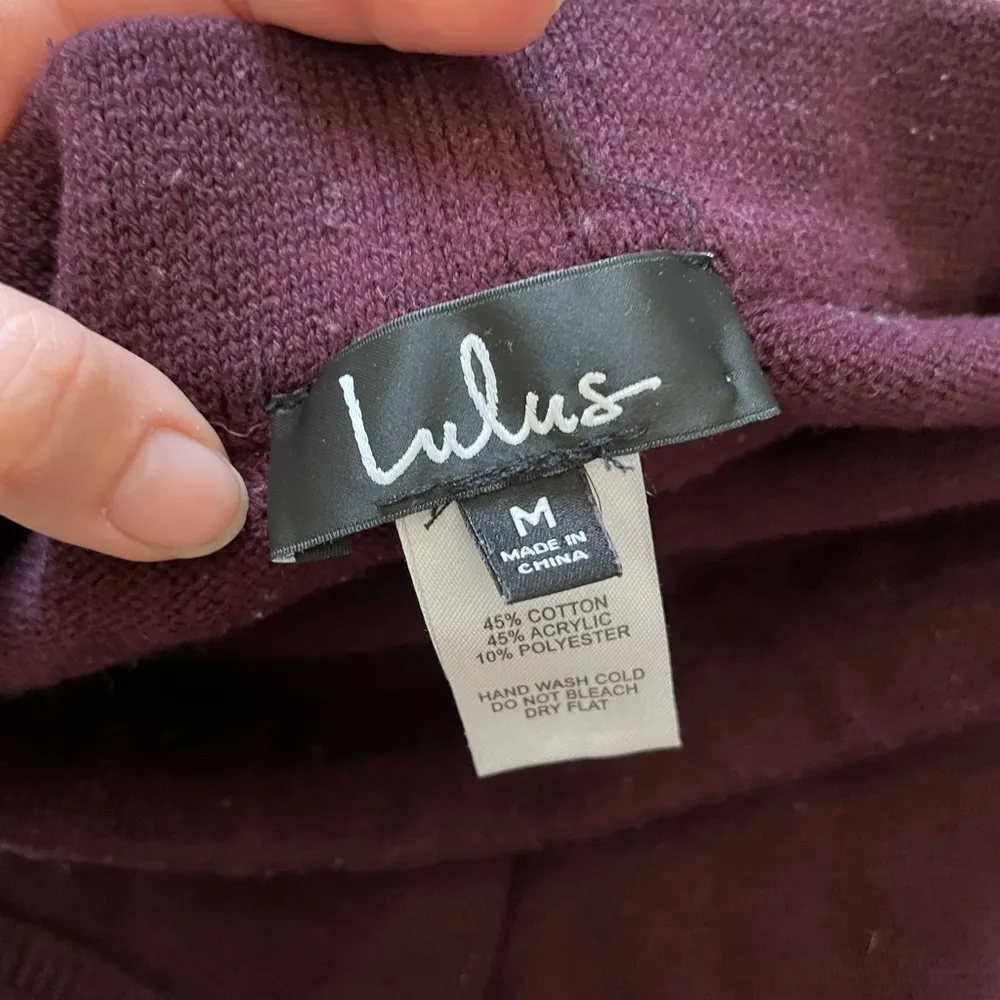 Lulus
M
MADE IN
CHINA
45% COTTON
45% ACRYLIC
10% POLYESTER
HAND WASH COLD
DO NOT BLEACH
DRY FLAT